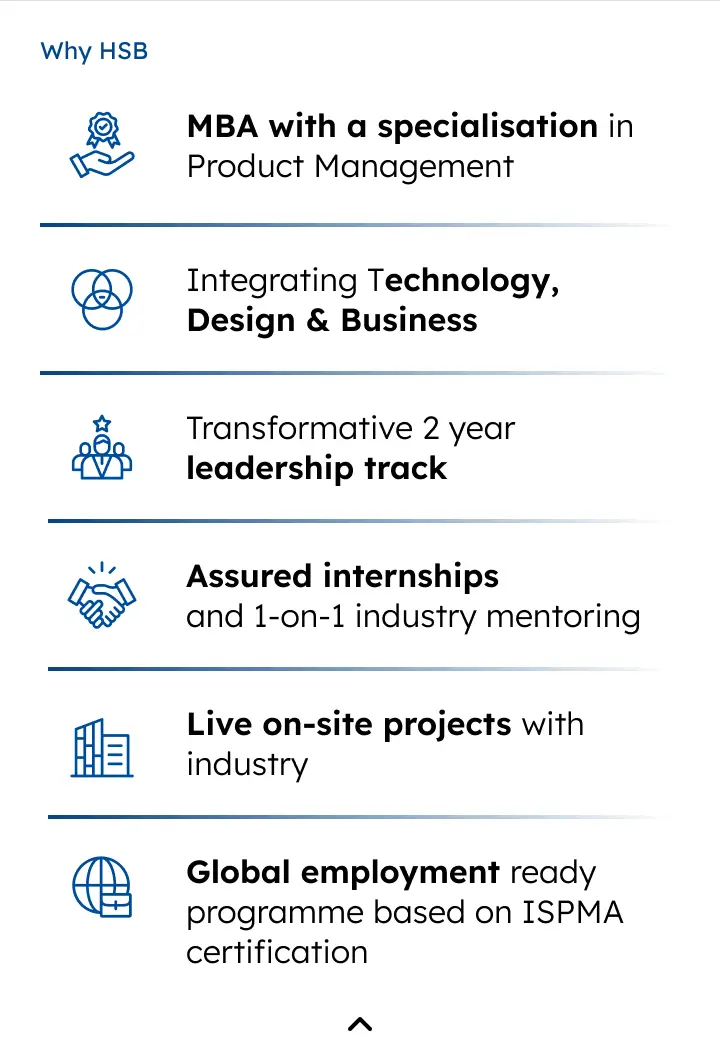 Why HSB
MBA with a specialisation in
Product Management
Integrating Technology,
Design & Business
Transformative 2 year
leadership track
Assured internships
and 1-on-1 industry mentoring
Live on-site projects with
industry
Global employment ready
programme based on ISPMA
certification